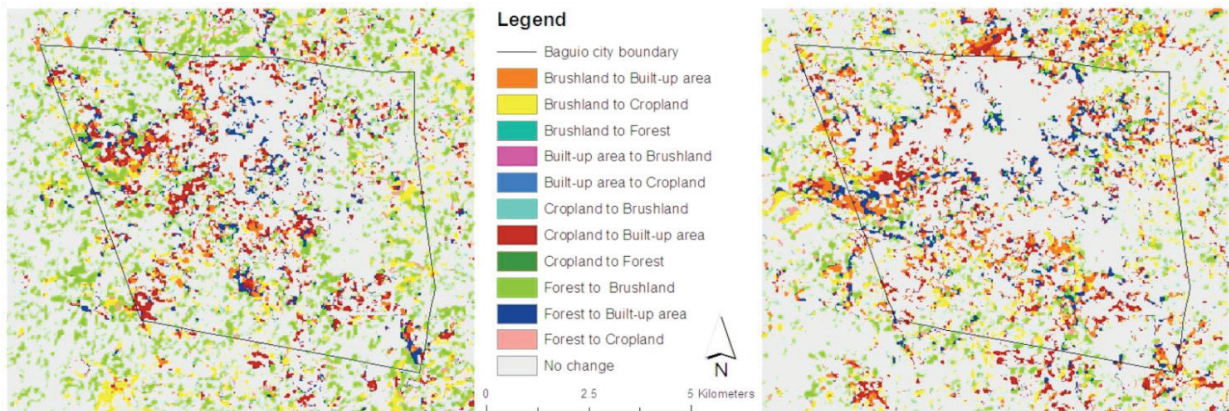 Legend
Baguio city boundary
Brushland to Built-up area
Brushland to Cropland
Brushland to Forest
Built-up area to Brushland
Built-up area to Cropland
Cropland to Brushland
Cropland to Built-up area
Cropland to Forest
Forest to Brushland
Forest to Built-up area
Forest to Cropland
No change
N
0 2.5 5 Kilometers